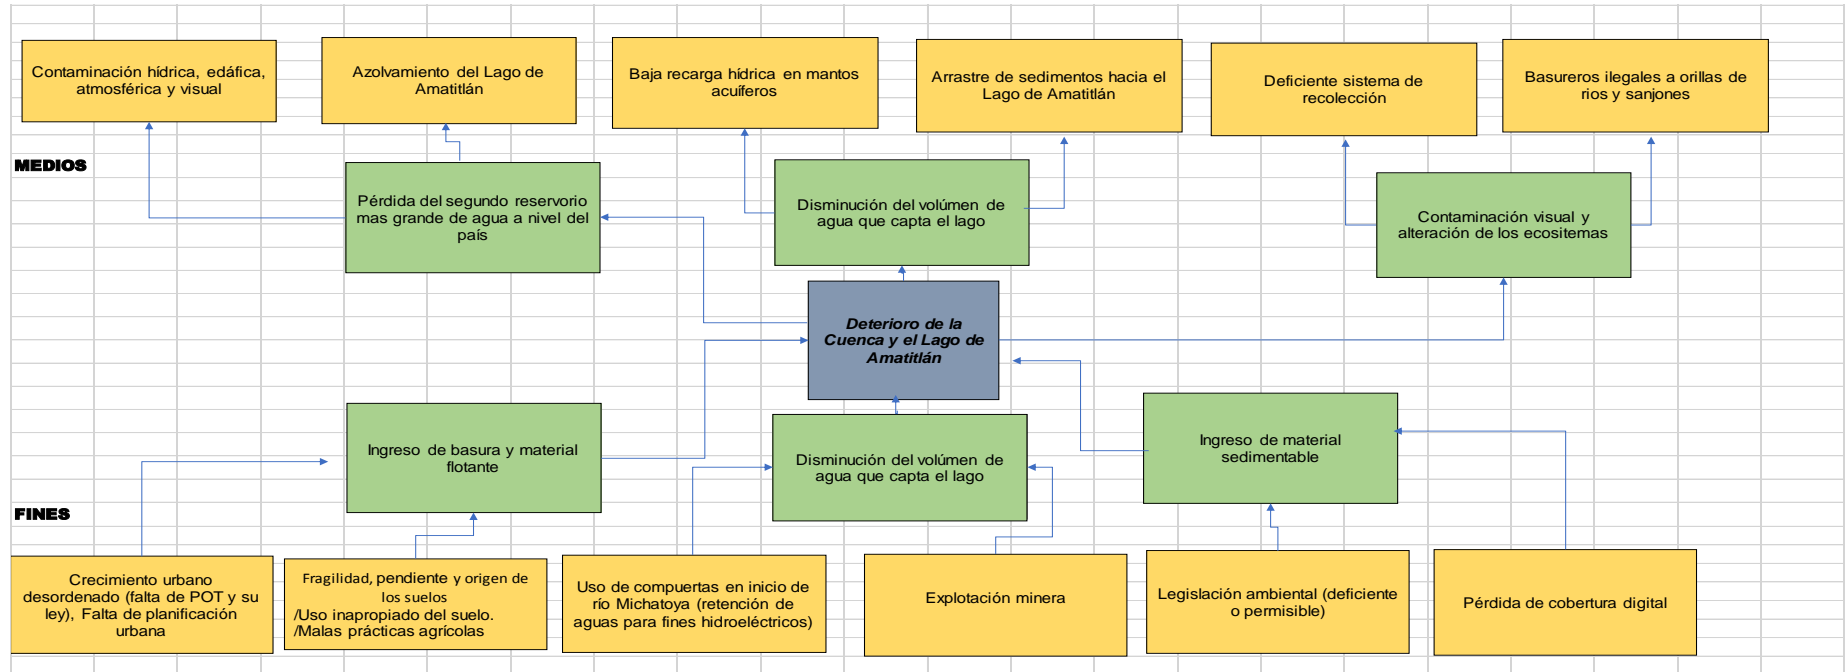 Contaminación hídrica, edáfica,
atmosférica y visual
Azolvamiento del Lago de
Amatitlán
Baja recarga hídrica en mantos
acuíferos
Arrastre de sedimentos hacia el
Lago de Amatitlán
Deficiente sistema de
recolección
Basureros ilegales a orillas de
rios y sanjones
MEDIOS
Pérdida del segundo reservorio
mas grande de agua a nivel del
país
Disminución del volúmen de
agua que capta el lago
Contaminación visual y
alteración de los ecositemas
Deterioro de la
Cuenca y el Lago de
Amatitlán
Ingreso de basura y material
flotante
Disminución del volúmen de
agua que capta el lago
Ingreso de material
sedimentable
FINES
Crecimiento urbano
desordenado (falta de POT y su
ley), Falta de planificación
urbana
Fragilidad, pendiente y origen de
los suelos
/Uso inapropiado del suelo.
/Malas prácticas agrícolas
Uso de compuertas en inicio de
río Michatoya (retención de
aguas para fines hidroeléctricos)
Explotación minera
Legislación ambiental (deficiente
o permisible)
Pérdida de cobertura digital